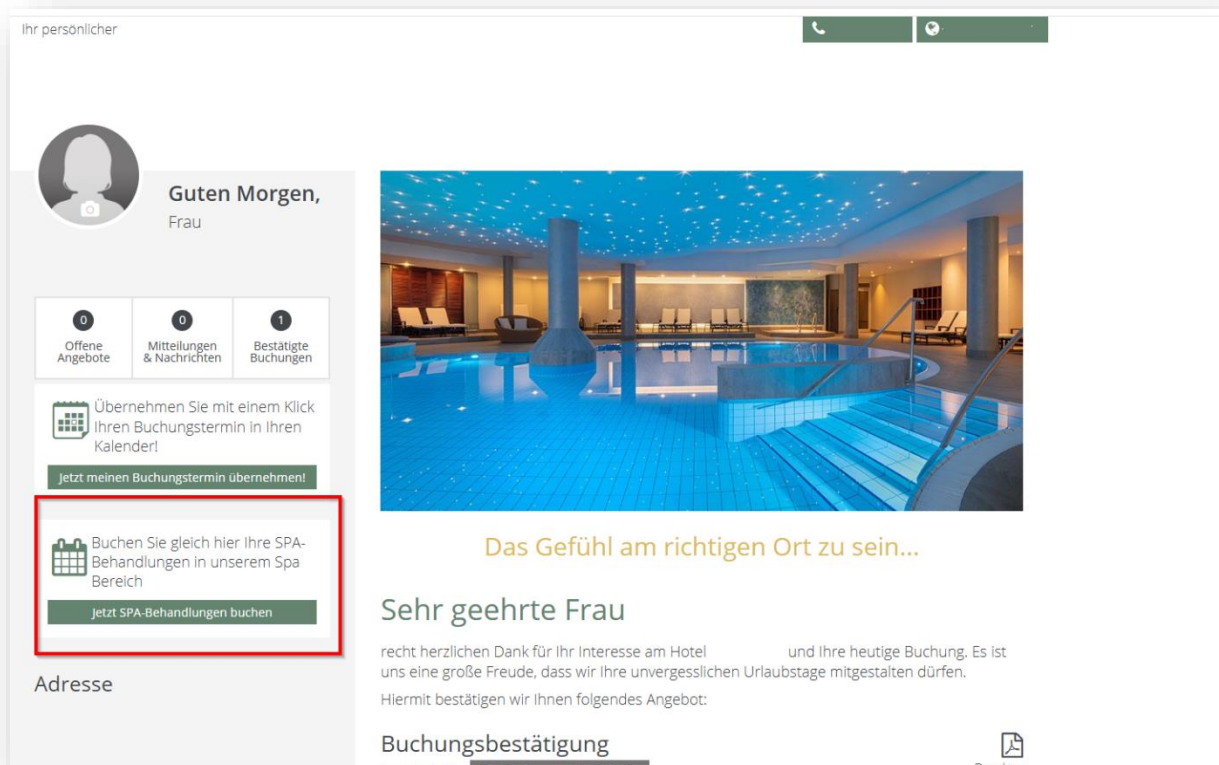 Ihr persönlicher
Guten Morgen,
Frau
0
Offene
Angebote
0
Mitteilungen
& Nachrichten
1
Bestätigte
Buchungen
Übernehmen Sie mit einem Klick
Ihren Buchungstermin in Ihren
Kalender!
Jetzt meinen Buchungstermin übernehmen!
Buchen Sie gleich hier Ihre SPA-
Behandlungen in unserem Spa
Bereich
Jetzt SPA-Behandlungen buchen
Adresse
Das Gefühl am richtigen Ort zu sein...
Sehr geehrte Frau
recht herzlichen Dank für Ihr Interesse am Hotel und Ihre heutige Buchung. Es ist
uns eine große Freude, dass wir Ihre unvergesslichen Urlaubstage mitgestalten dürfen.
Hiermit bestätigen wir Ihnen folgendes Angebot:
Buchungsbestätigung